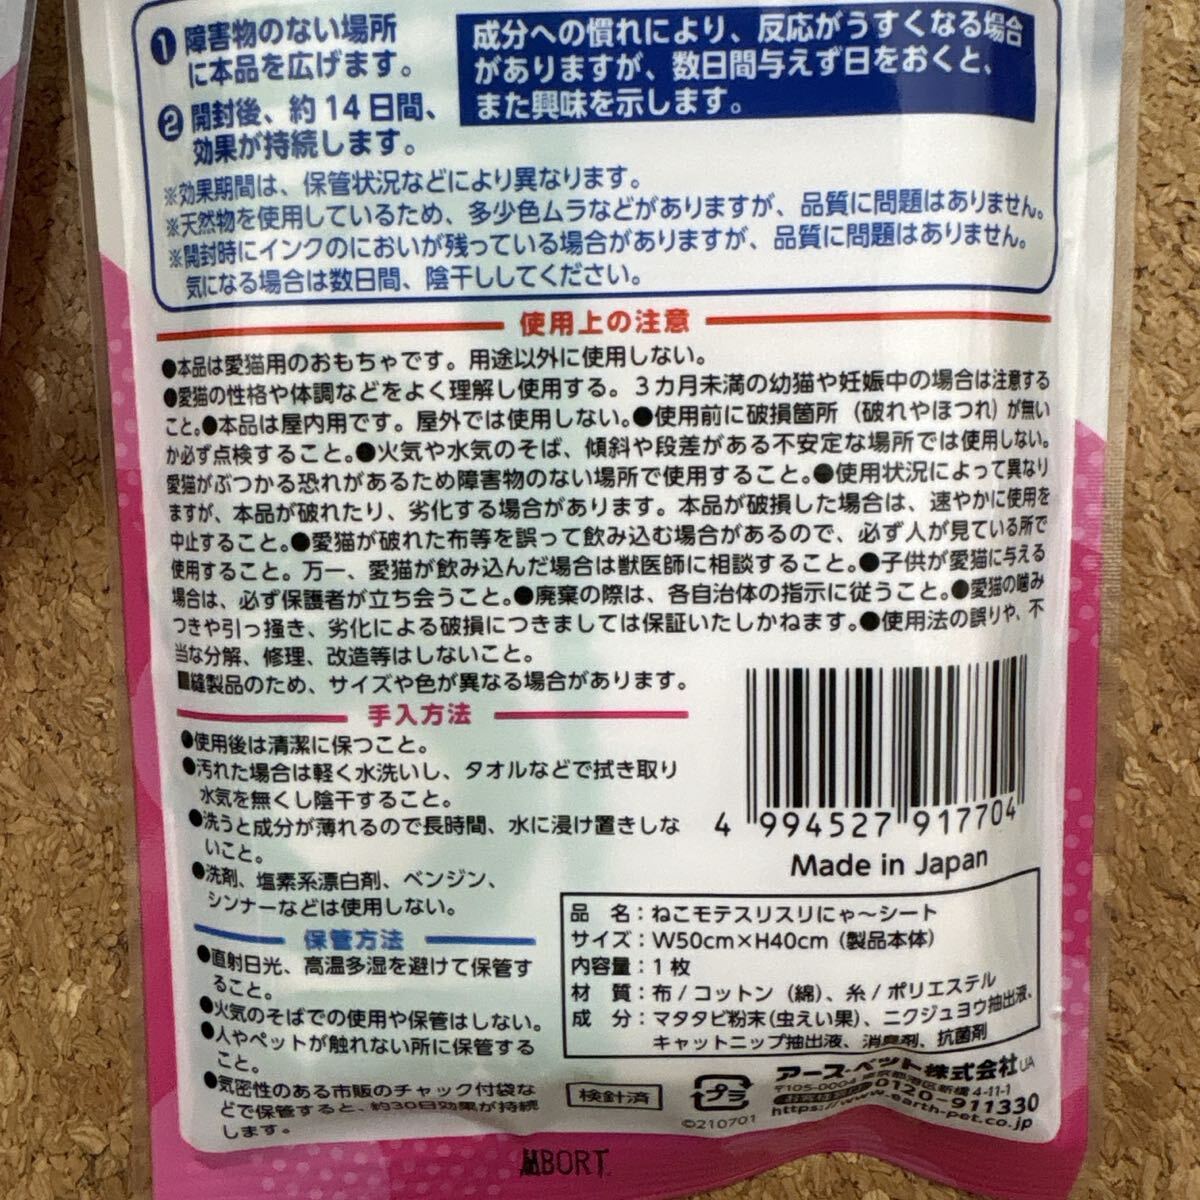 ① 障害物のない場所
に本品を広げます。
② 開封後、約14日間、
効果が持続します。
成分への慣れにより、反応がうすくなる場合
がありますが、数日間与えず日をおくと、
また興味を示します。
※効果期間は、保管状況などにより異なります。
※天然物を使用しているため、多少色ムラなどがありますが、品質に問題はありません。
※開封時にインクのにおいが残っている場合がありますが、品質に問題はありません。
気になる場合は数日間、陰干ししてください。
使用上の注意
●本品は愛猫用のおもちゃです。用途以外に使用しない。
●愛猫の性格や体調などをよく理解し使用する。3カ月未満の幼猫や妊娠中の場合は注意する
こと。●本品は屋内用です。屋外では使用しない。●使用前に破損箇所（破れやほつれ）が無い
か必ず点検すること。●火気や水気のそば、傾斜や段差がある不安定な場所では使用しない。
愛猫がぶつかる恐れがあるため障害物のない場所で使用すること。●使用状況によって異なり
ますが、本品が破れたり、劣化する場合があります。本品が破損した場合は、速やかに使用を
中止すること。●愛猫が破れた布等を誤って飲み込む場合があるので、必ず人が見ている所で
使用すること。万一、愛猫が飲み込んだ場合は獣医師に相談すること。●子供が愛猫に与える
場合は、必ず保護者が立ち会うこと。●廃棄の際は、各自治体の指示に従うこと。●愛猫の噛み
つきや引っ掻き、劣化による破損につきましては保証いたしかねます。●使用法の誤りや、不
当な分解、修理、改造等はしないこと。
■縫製品のため、サイズや色が異なる場合があります。
手入方法
●使用後は清潔に保つこと。
●汚れた場合は軽く水洗いし、タオルなどで拭き取り
水気を無くし陰干すること。
●洗うと成分が薄れるので長時間、水に浸け置きしな
いこと。
●洗剤、塩素系漂白剤、ベンジン、
シンナーなどは使用しない。
保管方法
●直射日光、高温多湿を避けて保管す
ること。
●火気のそばでの使用や保管はしない。
●人やペットが触れない所に保管する
こと。
●気密性のある市販のチャック付袋な
どで保管すると、約30日効果が持続
します。
4 994527 917704
Made in Japan
品　名：ねこモテスリスリにゃ〜シート
サイズ：W50cm×H40cm（製品本体）
内容量：1枚
材　質：布/コットン（綿）、糸/ポリエステル
成　分：マタタビ粉末（虫えい果）、ニクジュヨウ抽出液、
キャットニップ抽出液、消臭剤、抗菌剤
検針済
プラ
©210701
アース・ペット株式会社UA
〒105-0004 東京都港区新橋4-11-1
0120-911330
https://www.earth-pet.co.jp